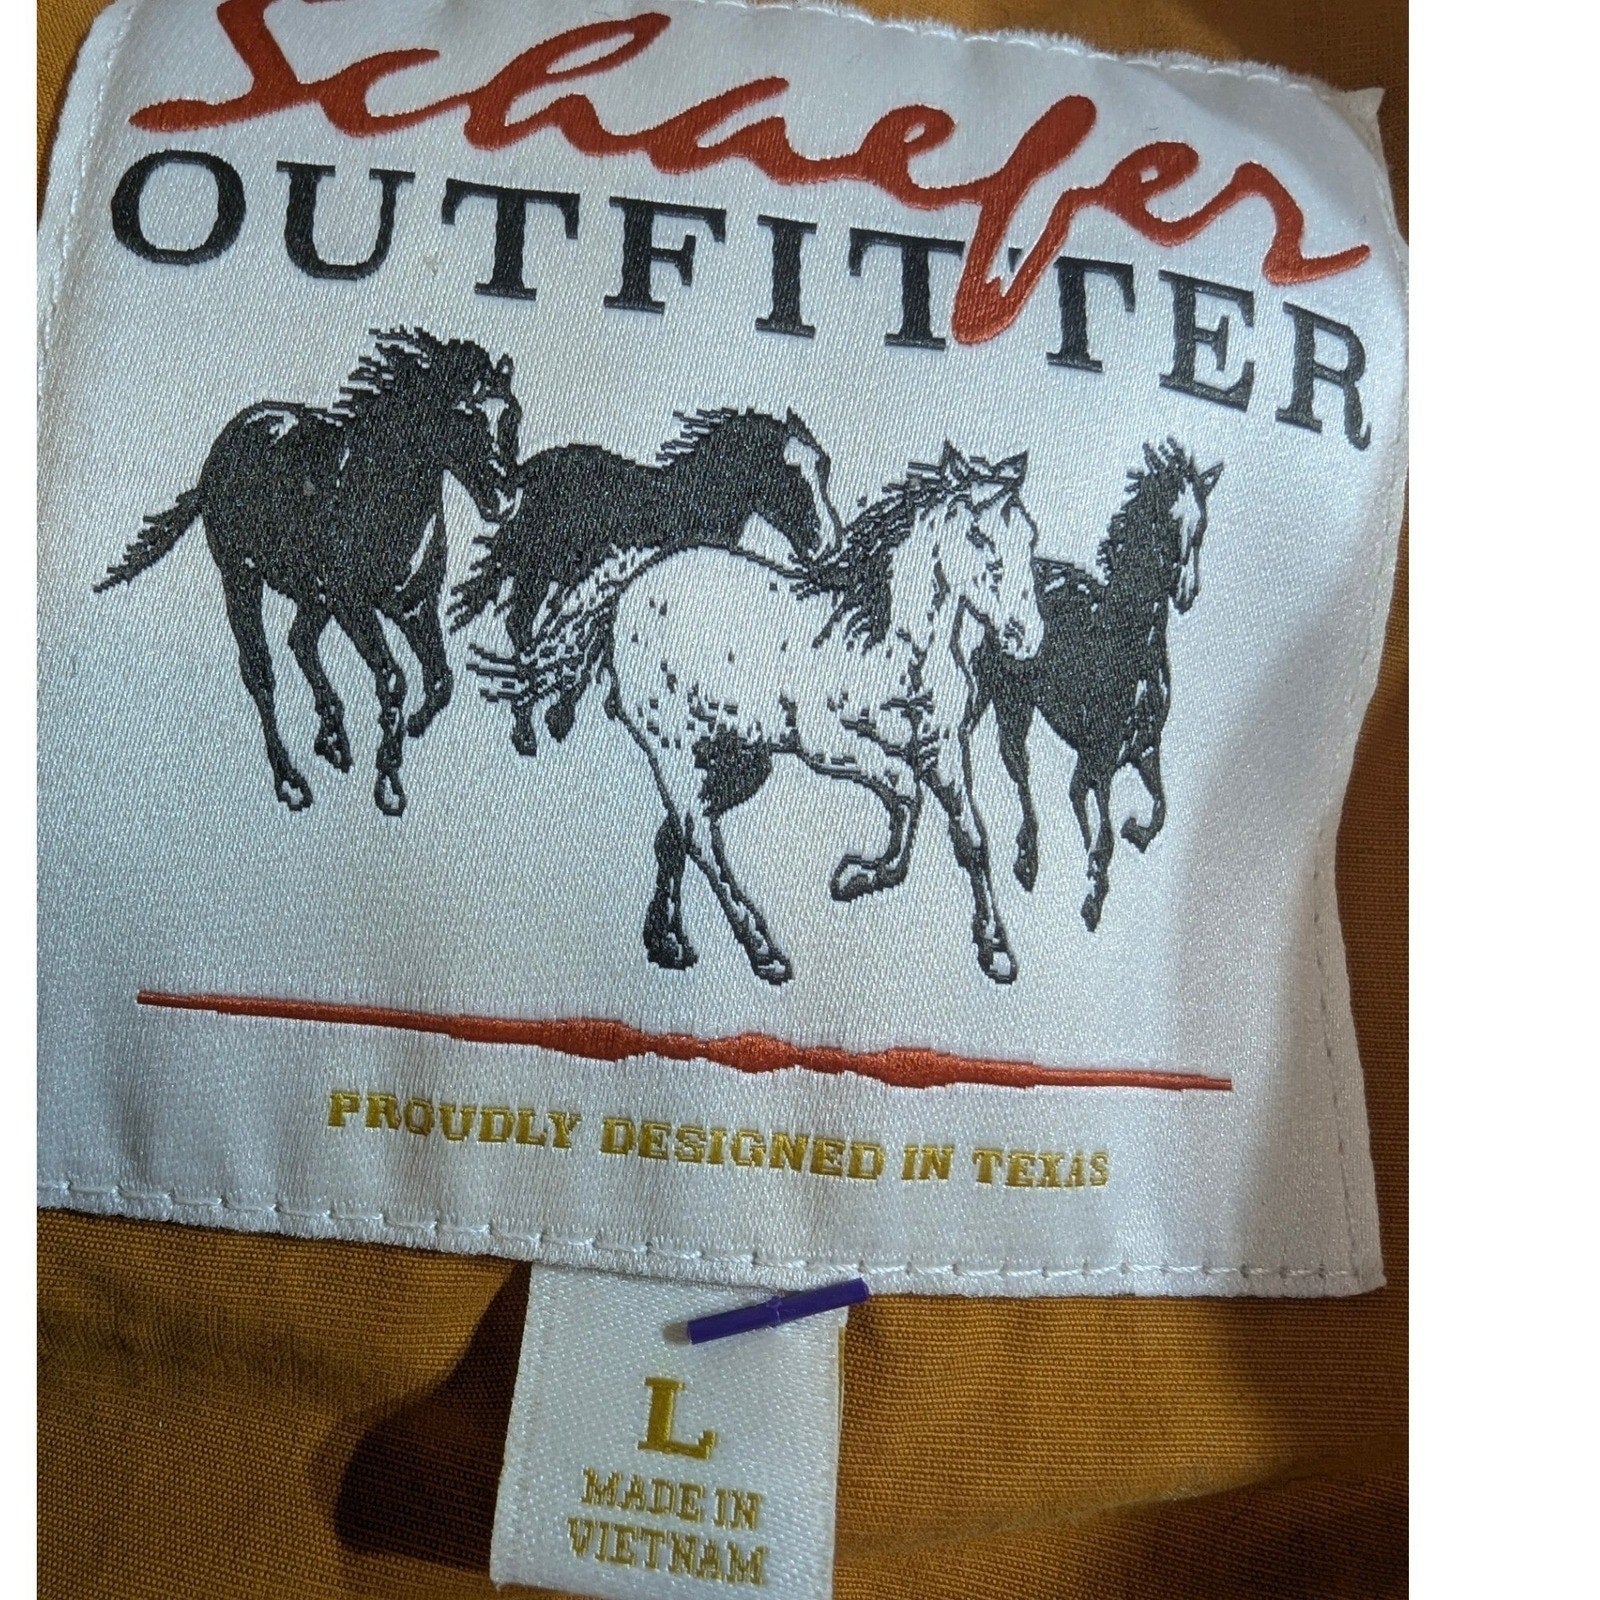 Schaefer
OUTFITTER
PROUDLY DESIGNED IN TEXAS
L
MADE IN
VIETNAM